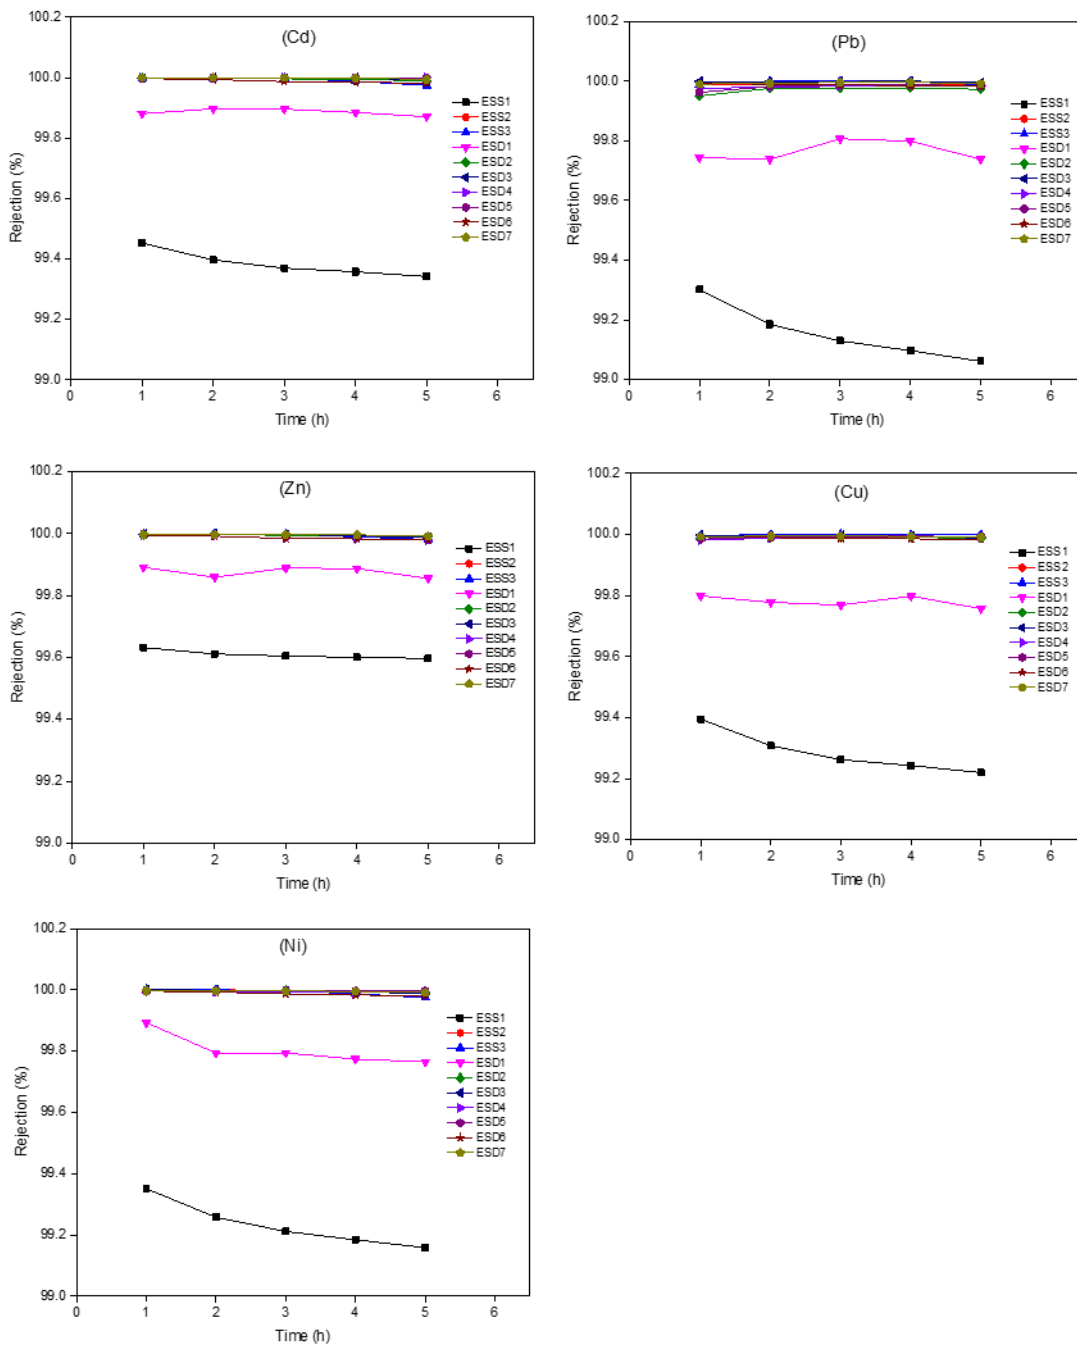 (Cd)
100.2
100.0
99.8
99.6
99.4
99.2
99.0
Rejection (%)
0 1 2 3 4 5 6
Time (h)
ESS1
ESS2
ESS3
ESD1
ESD2
ESD3
ESD4
ESD5
ESD6
ESD7
(Pb)
100.2
100.0
99.8
99.6
99.4
99.2
99.0
Rejection (%)
0 1 2 3 4 5 6
Time (h)
ESS1
ESS2
ESS3
ESD1
ESD2
ESD3
ESD4
ESD5
ESD6
ESD7
(Zn)
100.2
100.0
99.8
99.6
99.4
99.2
99.0
Rejection (%)
0 1 2 3 4 5 6
Time (h)
ESS1
ESS2
ESS3
ESD1
ESD2
ESD3
ESD4
ESD5
ESD6
ESD7
(Cu)
100.2
100.0
99.8
99.6
99.4
99.2
99.0
Rejection (%)
0 1 2 3 4 5 6
Time (h)
ESS1
ESS2
ESS3
ESD1
ESD2
ESD3
ESD4
ESD5
ESD6
ESD7
(Ni)
100.2
100.0
99.8
99.6
99.4
99.2
99.0
Rejection (%)
0 1 2 3 4 5 6
Time (h)
ESS1
ESS2
ESS3
ESD1
ESD2
ESD3
ESD4
ESD5
ESD6
ESD7